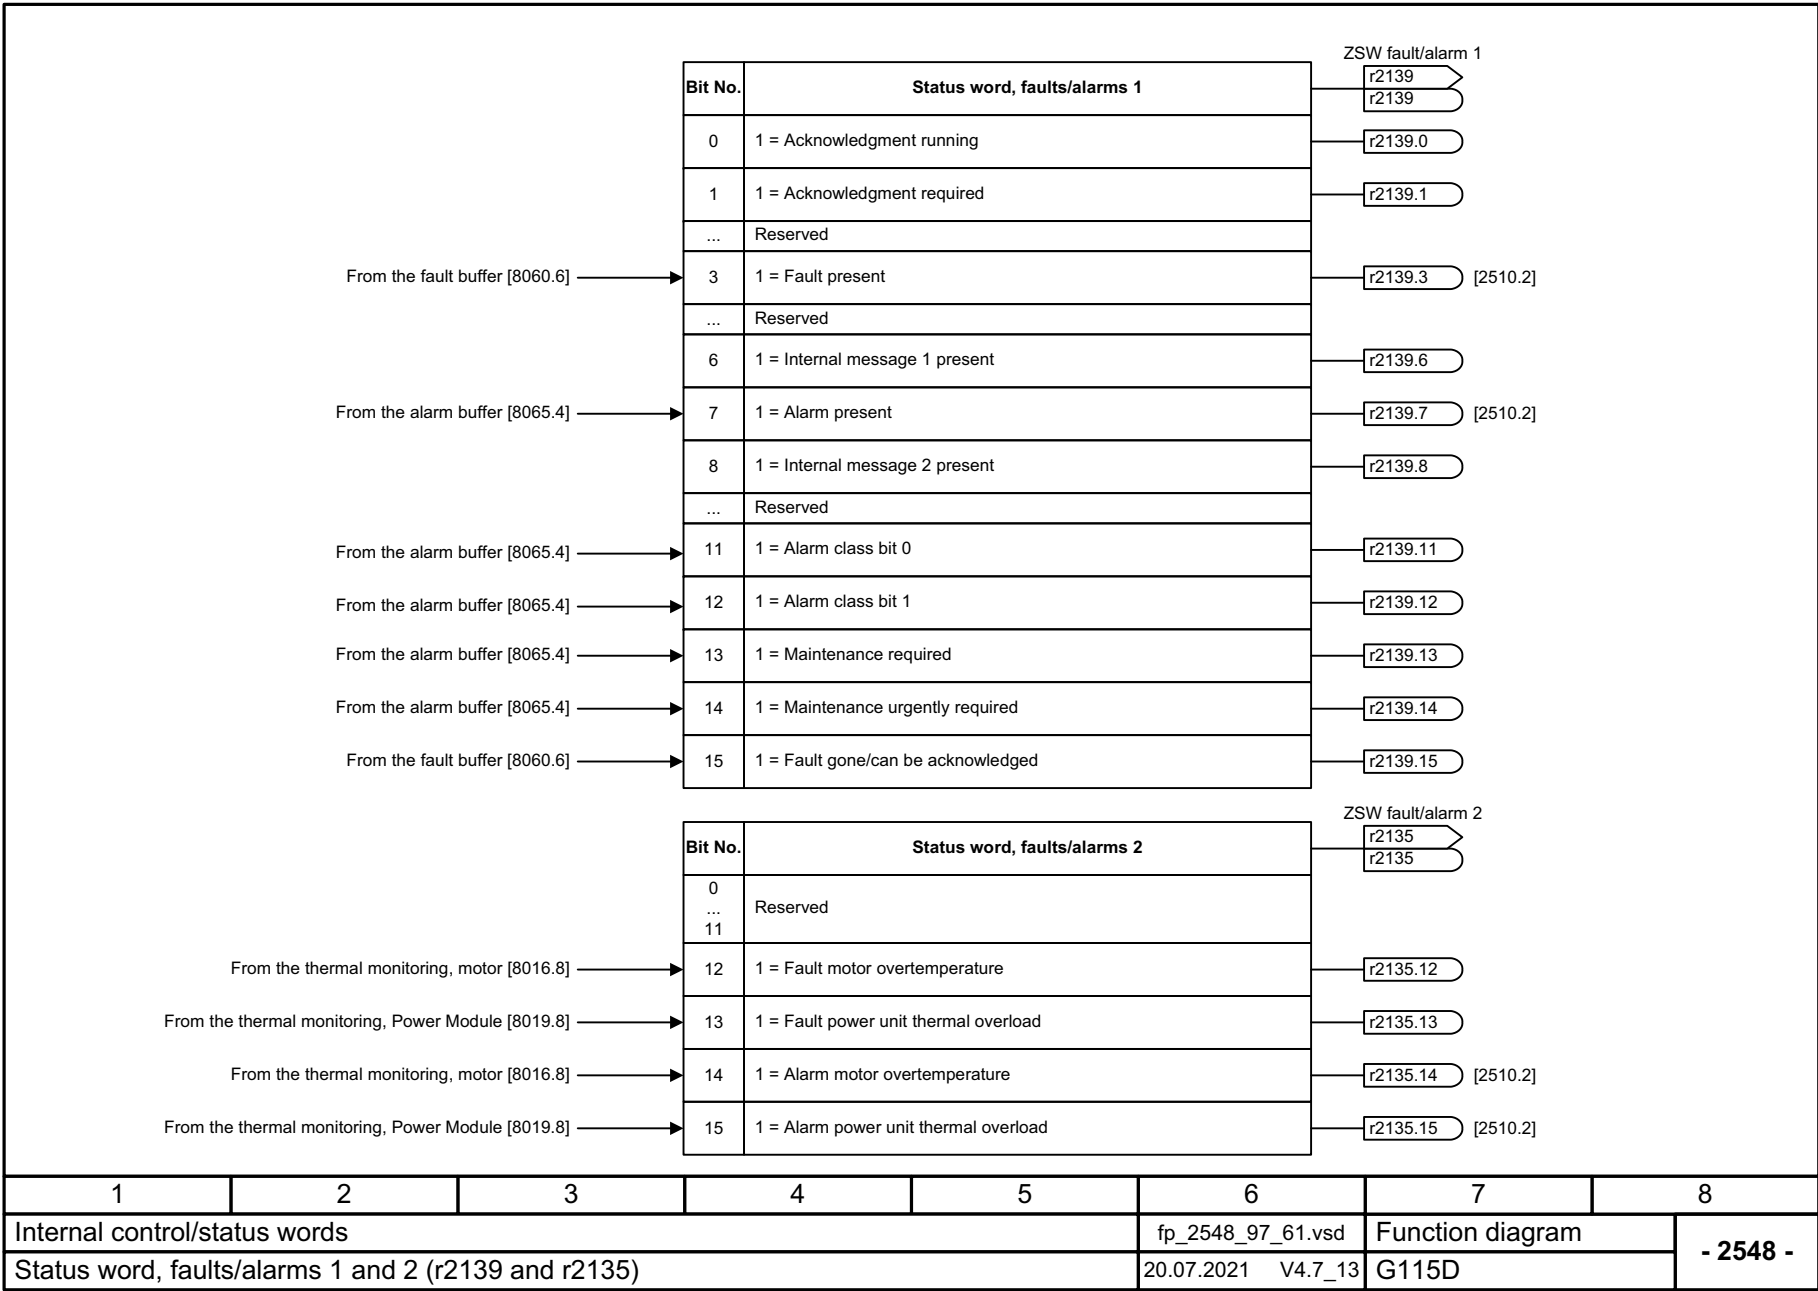 ZSW fault/alarm 1
Bit No. Status word, faults/alarms 1 r2139
r2139
0 1 = Acknowledgment running r2139.0
1 1 = Acknowledgment required r2139.1
... Reserved
From the fault buffer [8060.6] 3 1 = Fault present r2139.3 [2510.2]
... Reserved
6 1 = Internal message 1 present r2139.6
From the alarm buffer [8065.4] 7 1 = Alarm present r2139.7 [2510.2]
8 1 = Internal message 2 present r2139.8
... Reserved
From the alarm buffer [8065.4] 11 1 = Alarm class bit 0 r2139.11
From the alarm buffer [8065.4] 12 1 = Alarm class bit 1 r2139.12
From the alarm buffer [8065.4] 13 1 = Maintenance required r2139.13
From the alarm buffer [8065.4] 14 1 = Maintenance urgently required r2139.14
From the fault buffer [8060.6] 15 1 = Fault gone/can be acknowledged r2139.15
ZSW fault/alarm 2
Bit No. Status word, faults/alarms 2 r2135
r2135
0
... Reserved
11
From the thermal monitoring, motor [8016.8] 12 1 = Fault motor overtemperature r2135.12
From the thermal monitoring, Power Module [8019.8] 13 1 = Fault power unit thermal overload r2135.13
From the thermal monitoring, motor [8016.8] 14 1 = Alarm motor overtemperature r2135.14 [2510.2]
From the thermal monitoring, Power Module [8019.8] 15 1 = Alarm power unit thermal overload r2135.15 [2510.2]
1 2 3 4 5 6 7 8
Internal control/status words fp_2548_97_61.vsd Function diagram - 2548 -
Status word, faults/alarms 1 and 2 (r2139 and r2135) 20.07.2021 V4.7_13 G115D